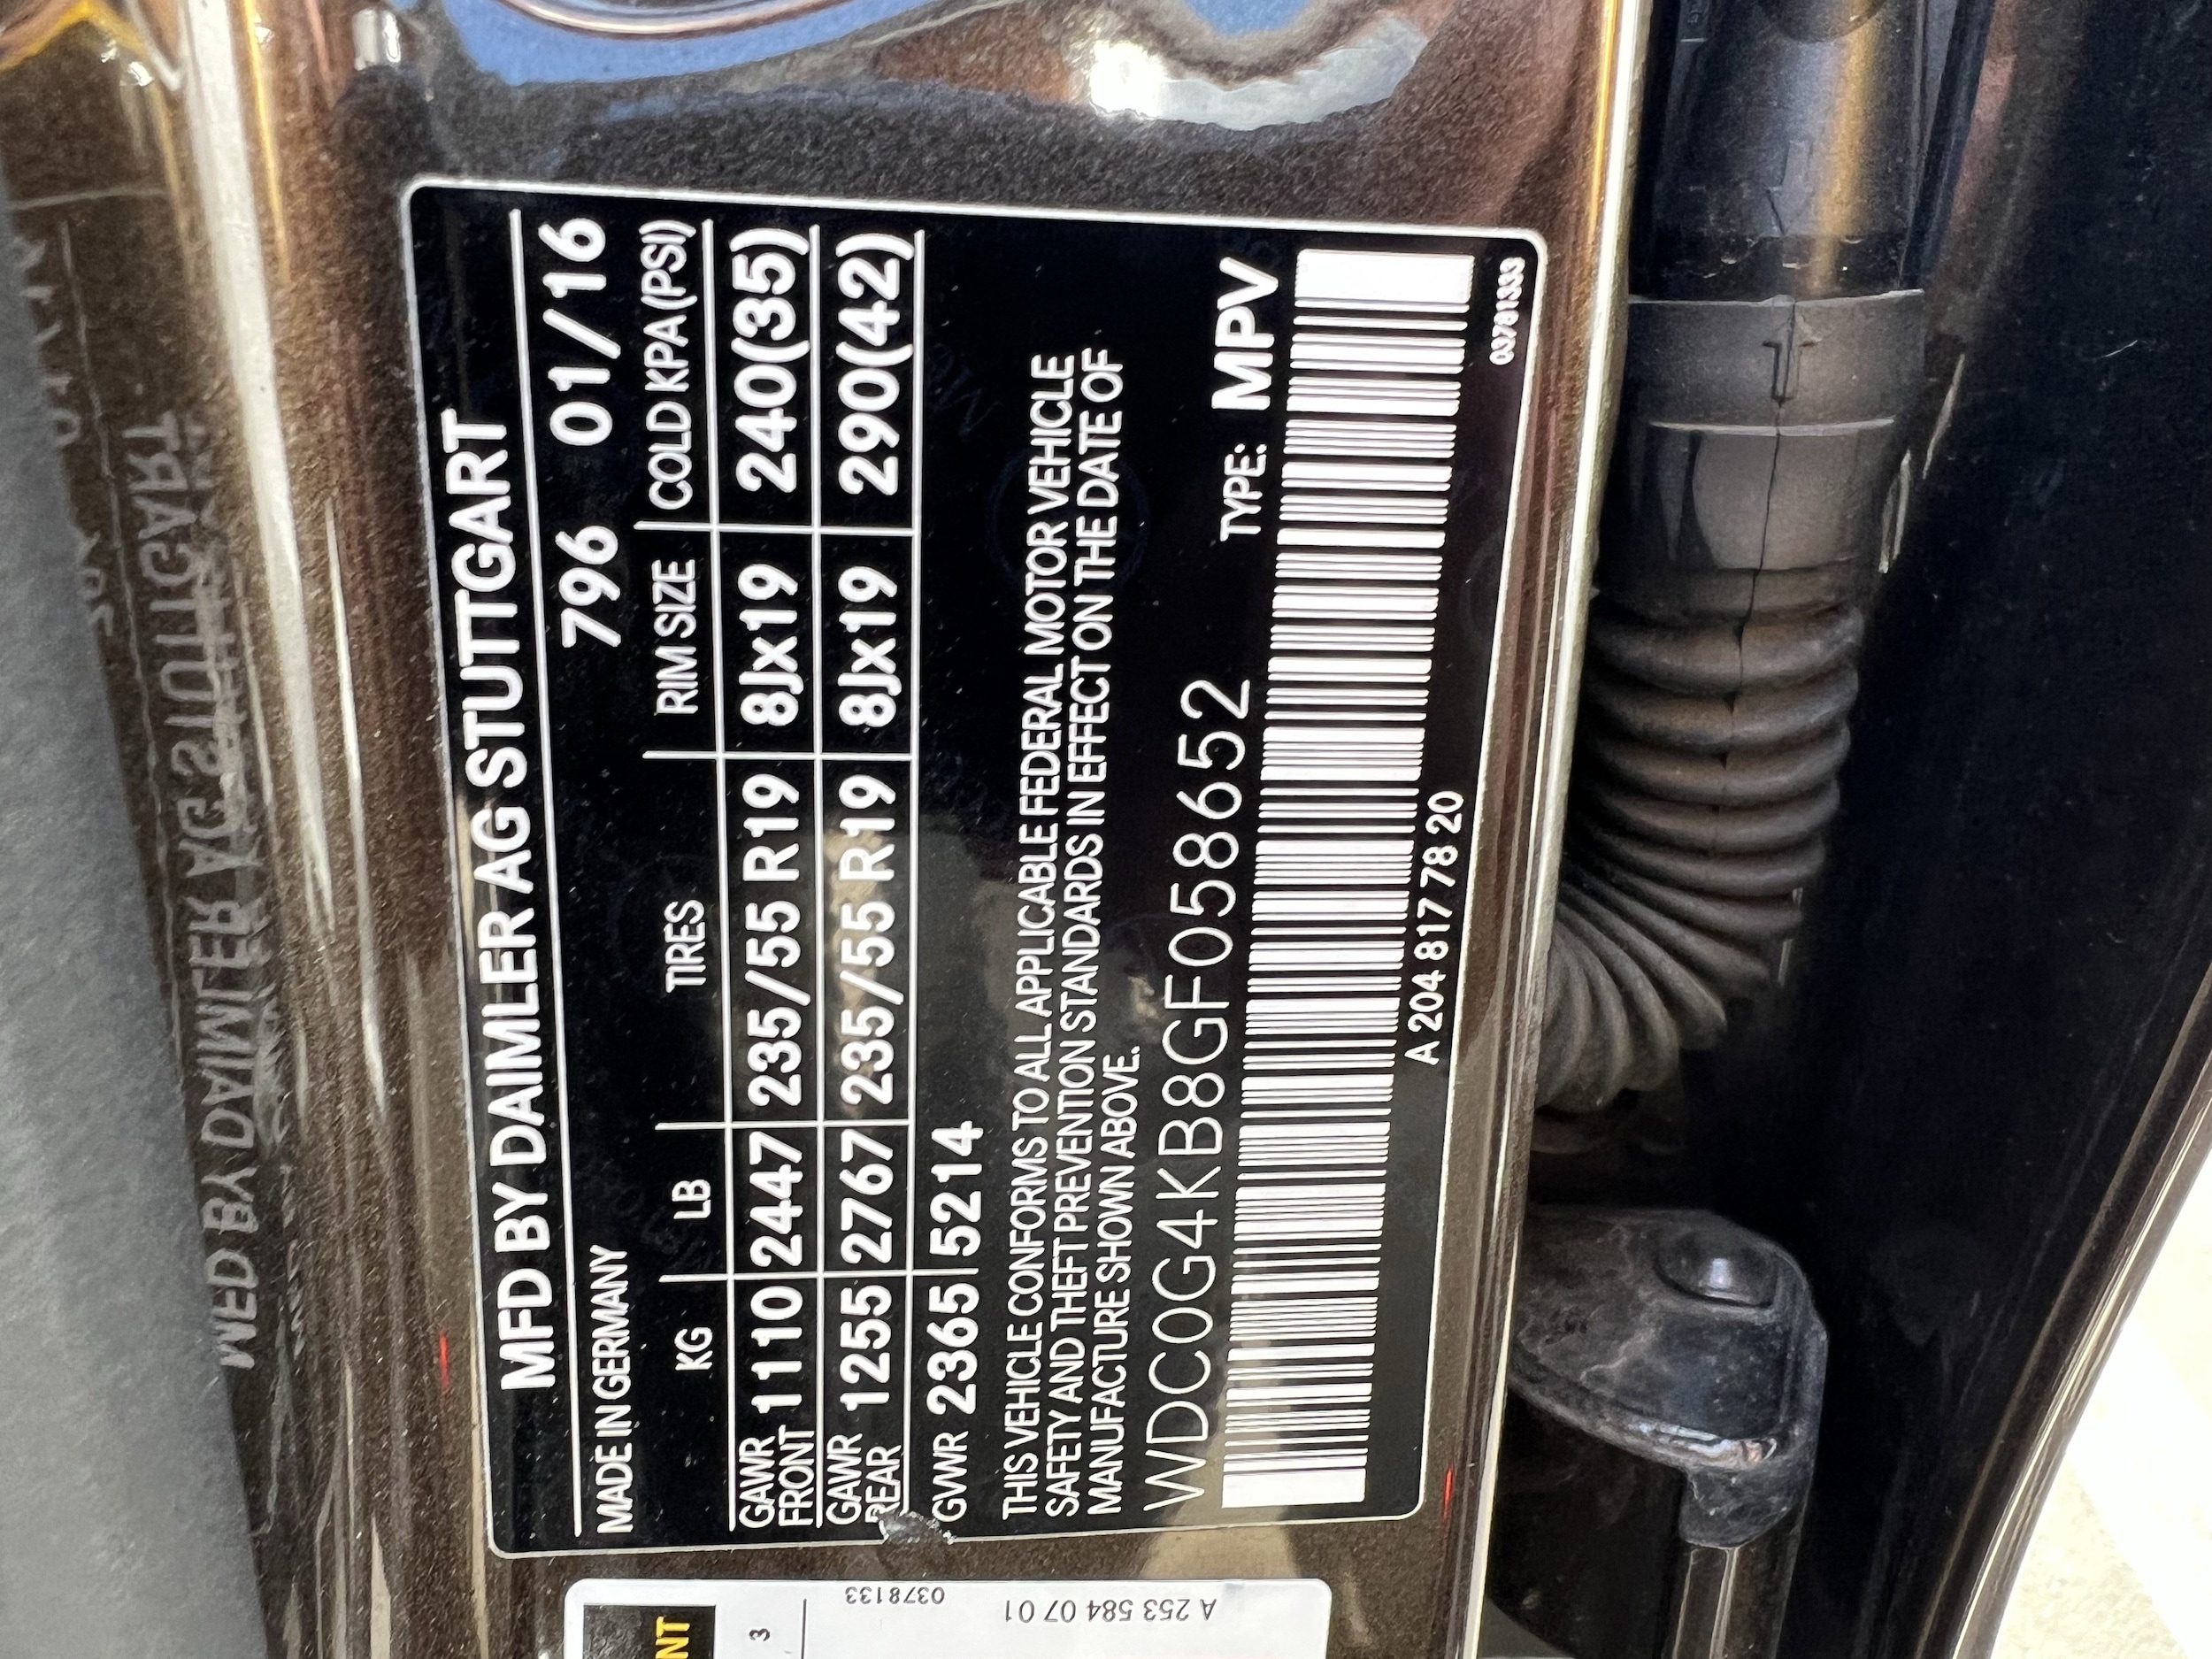 MFD BY DAIMLER AG STUTTGART
MADE IN GERMANY 796 01/16
KG LB TIRES RIM SIZE COLD KPA(PSI)
GAWR FRONT 1110 2447 235/55 R19 8Jx19 240(35)
GAWR REAR 1255 2767 235/55 R19 8Jx19 290(42)
GVWR 2365 5214
THIS VEHICLE CONFORMS TO ALL APPLICABLE FEDERAL MOTOR VEHICLE
SAFETY AND THEFT PREVENTION STANDARDS IN EFFECT ON THE DATE OF
MANUFACTURE SHOWN ABOVE.
WDC0G4KB8GF058652 TYPE: MPV
A 204 817 78 20 03781333
0378133
A 253 584 07 01
3
MFD BY DAIMLER AG STUTTGART